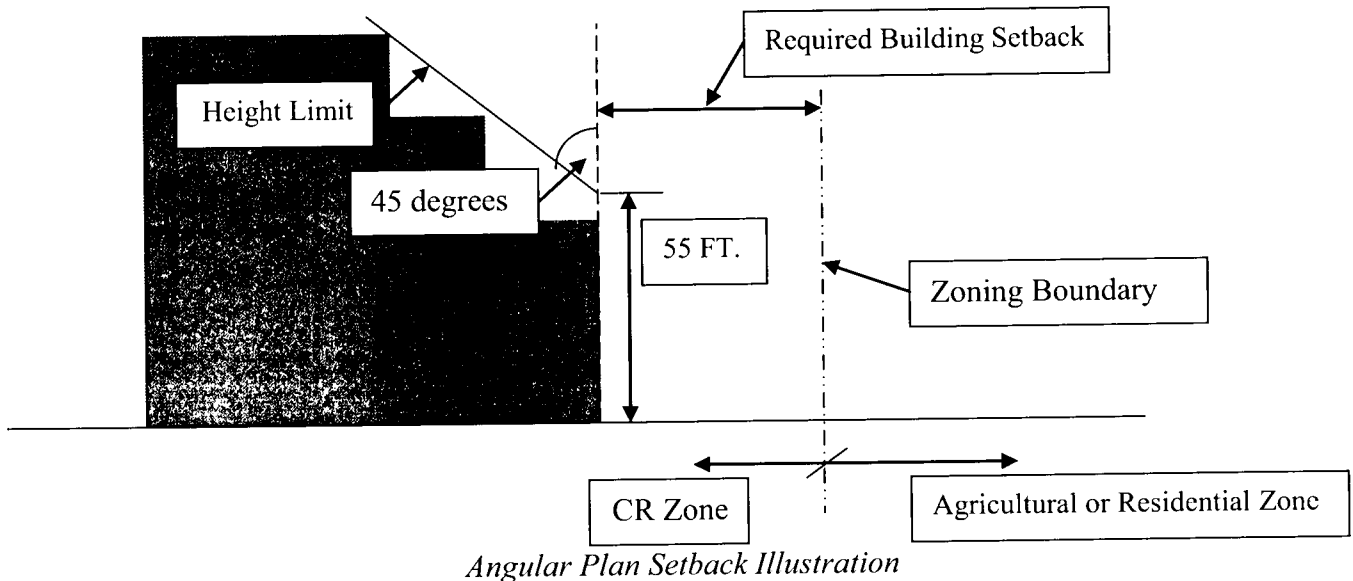 Required Building Setback
Height Limit
45 degrees
55 FT.
Zoning Boundary
CR Zone
Agricultural or Residential Zone
Angular Plan Setback Illustration